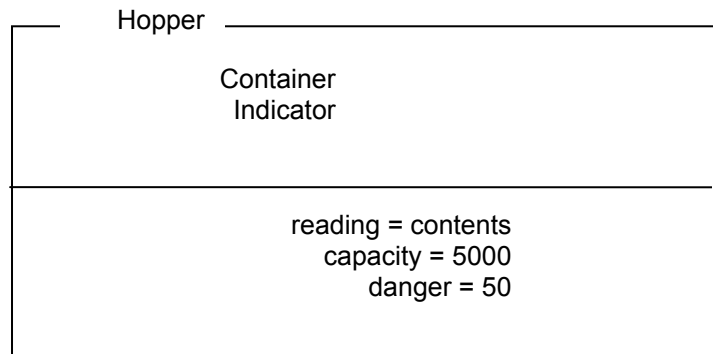 Hopper
Container
Indicator
reading = contents
capacity = 5000
danger = 50